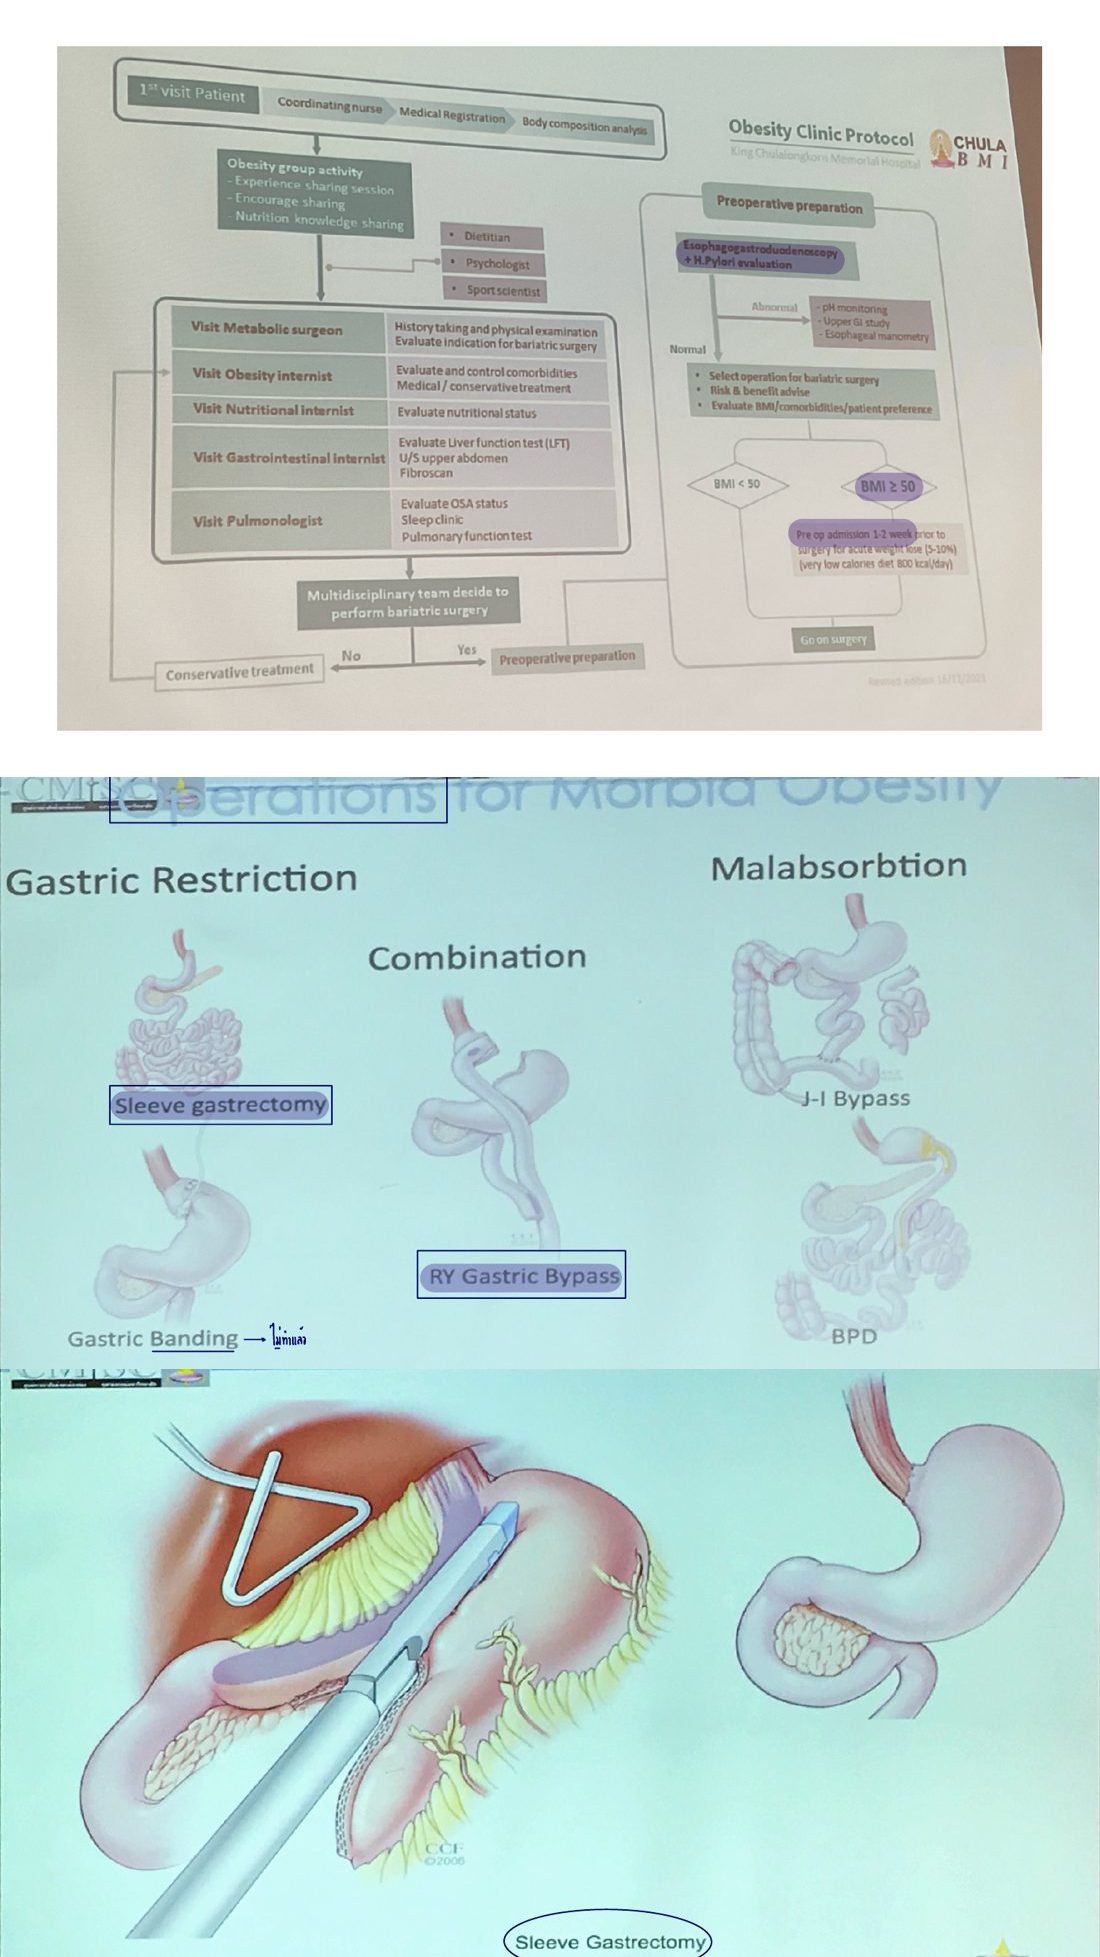 1st visit Patient
Coordinating nurse
Medical Registration
Body composition analysis
Obesity Clinic Protocol
King Chulalongkorn Memorial Hospital
CHULA
B M I
Obesity group activity
- Experience sharing session
- Encourage sharing
- Nutrition knowledge sharing
• Dietitian
• Psychologist
• Sport scientist
Visit Metabolic surgeon
History taking and physical examination
Evaluate indication for bariatric surgery
Visit Obesity internist
Evaluate and control comorbidities
Medical / conservative treatment
Visit Nutritional internist
Evaluate nutritional status
Visit Gastrointestinal internist
Evaluate Liver function test (LFT)
U/S upper abdomen
Fibroscan
Visit Pulmonologist
Evaluate OSA status
Sleep clinic
Pulmonary function test
Multidisciplinary team decide to
perform bariatric surgery
No
Yes
Conservative treatment
Preoperative preparation
Preoperative preparation
Esophagogastroduodenoscopy
+ H.Pylori evaluation
Abnormal
- pH monitoring
- Upper GI study
- Esophageal manometry
Normal
• Select operation for bariatric surgery
• Risk & benefit advise
• Evaluate BMI/comorbidities/patient preference
BMI < 50
BMI ≥ 50
Pre op admission 1-2 week prior to
surgery for acute weight lose (5-10%)
(very low calories diet 800 kcal/day)
Go on surgery
Revised edition 16/11/2023
CMISC
Operations for Morbid Obesity
Gastric Restriction
Malabsorbtion
Combination
Sleeve gastrectomy
J-I Bypass
RY Gastric Bypass
Gastric Banding → ไม่ทำแล้ว
BPD
CCF
©2006
Sleeve Gastrectomy